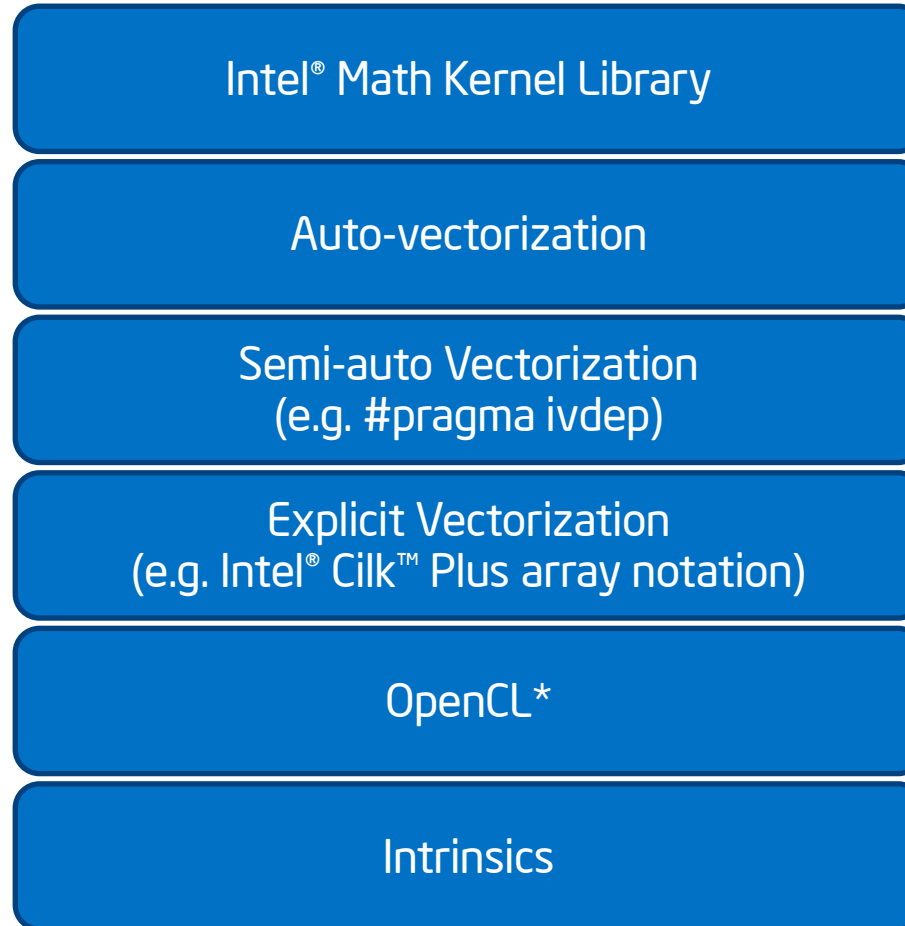 Intel® Math Kernel Library
Auto-vectorization
Semi-auto Vectorization
(e.g. #pragma ivdep)
Explicit Vectorization
(e.g. Intel® Cilk™ Plus array notation)
OpenCL*
Intrinsics